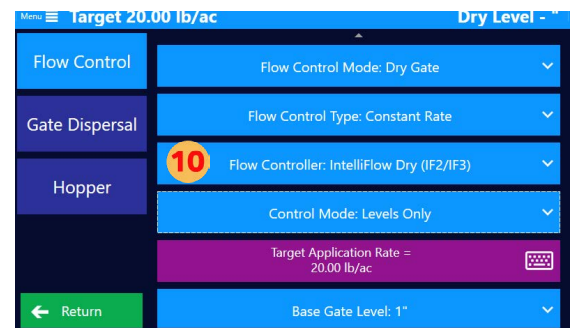 Menu Target 20.00 lb/ac Dry Level - "
Flow Control
Flow Control Mode: Dry Gate
Gate Dispersal
Flow Control Type: Constant Rate
10 Flow Controller: IntelliFlow Dry (IF2/IF3)
Hopper
Control Mode: Levels Only
Target Application Rate =
20.00 lb/ac
Return
Base Gate Level: 1"